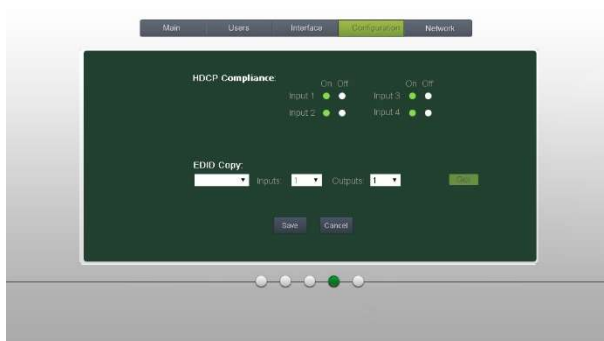 Main Users Interface Configuration Network
HDCP Compliance:
On Off On Off
Input 1 Input 3
Input 2 Input 4
EDID Copy:
Inputs: 1 Outputs: 1
Save Cancel